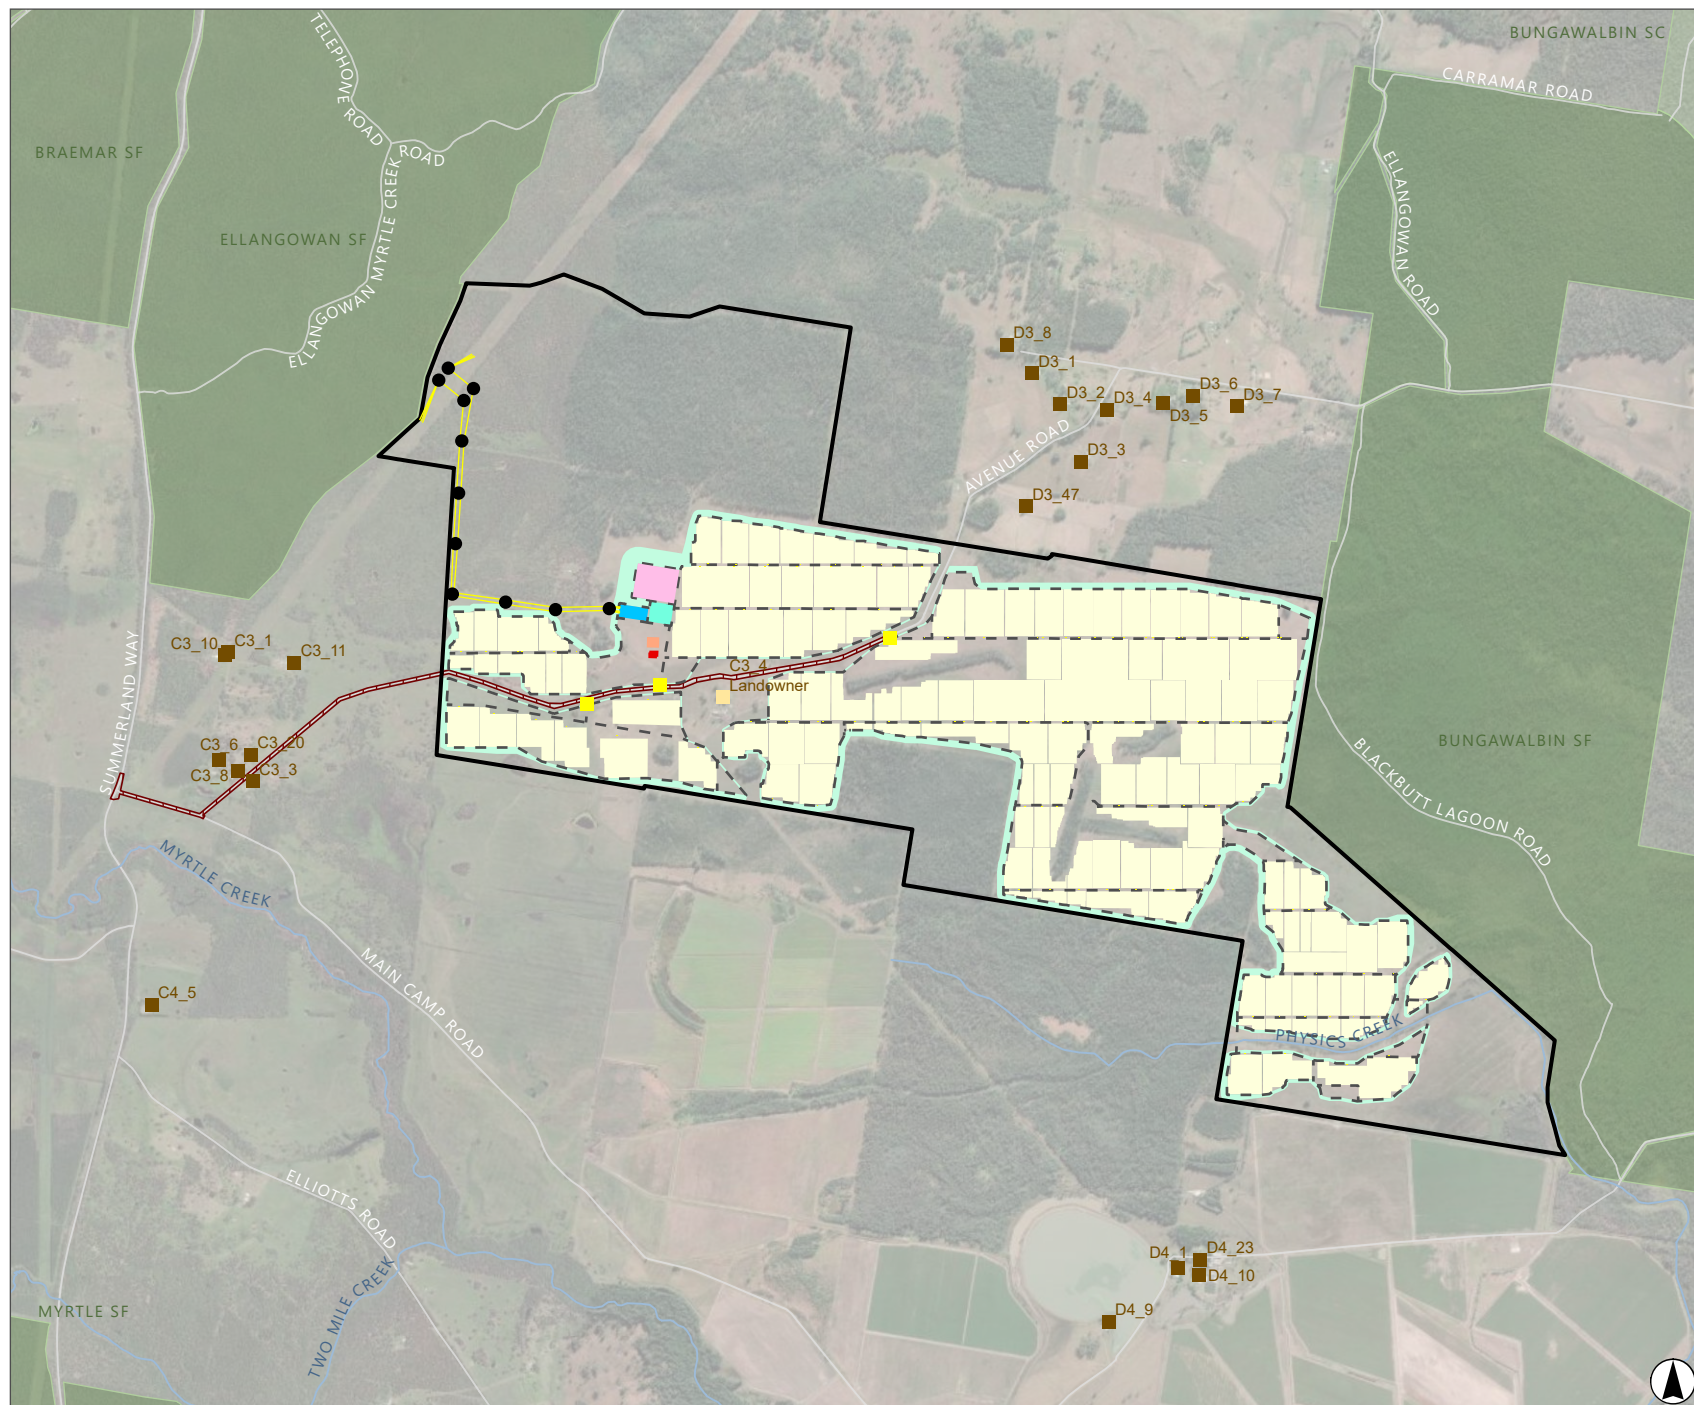 BUNGAWALBIN SC
TELEPHONE ROAD
CARRAMAR ROAD
BRAEMAR SF
ROAD
ELLANGOWAN SF
ELLANGOWAN MYRTLE CREEK
ELLANGOWAN ROAD
D3_8
D3_1
D3_2
D3_4
D3_6
D3_7
D3_5
AVENUE ROAD
D3_3
D3_47
C3_10
C3_1
C3_11
C3_4
Landowner
SUMMERLAND WAY
C3_6
C3_20
C3_8
C3_3
BUNGAWALBIN SF
BLACKBUTT LAGOON ROAD
MYRTLE CREEK
MAIN CAMP ROAD
C4_5
PHYSICS CREEK
ELLIOTTS ROAD
TWO MILE CREEK
D4_1
D4_23
D4_10
D4_9
MYRTLE SF